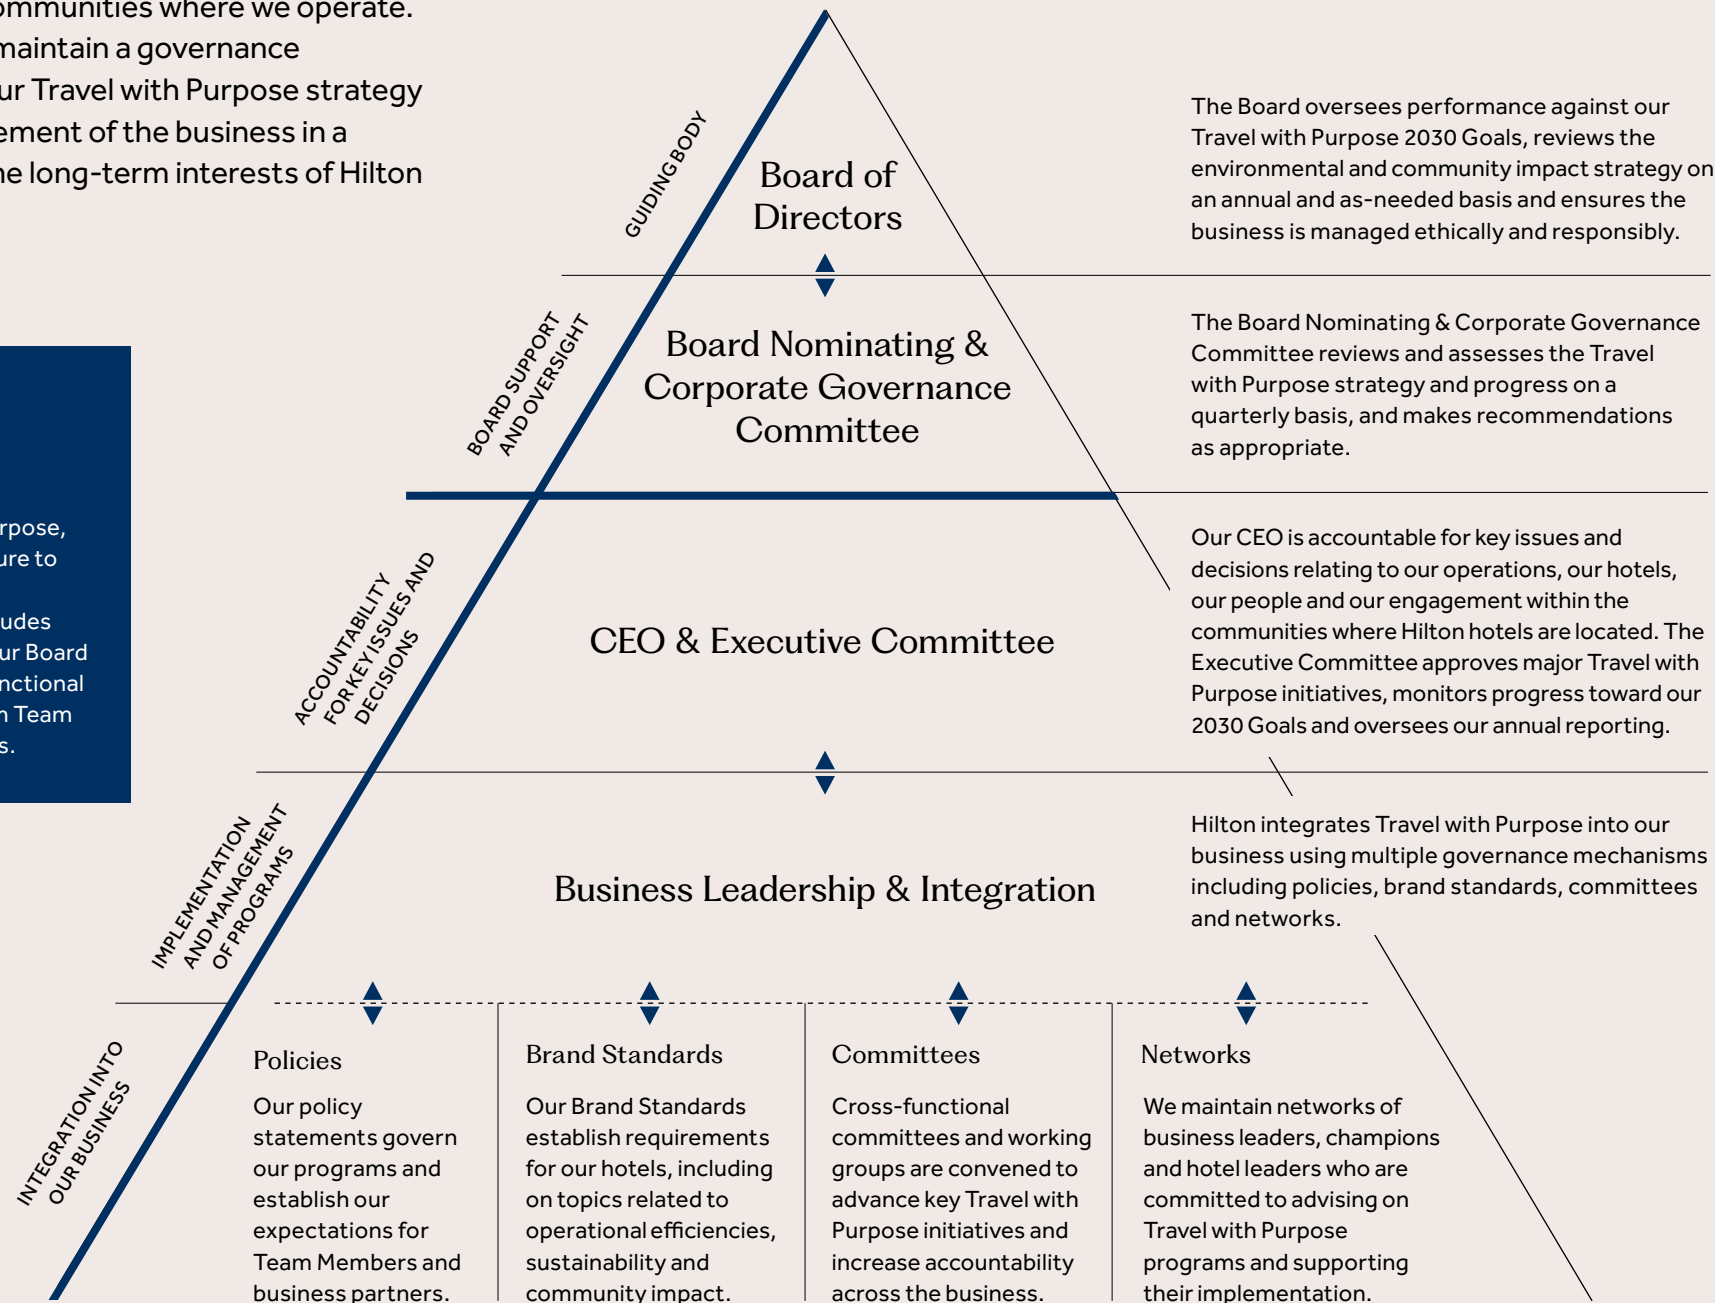 ommunities where we operate.
maintain a governance
ur Travel with Purpose strategy
ement of the business in a
he long-term interests of Hilton
rpose,
ure to
udes
ur Board
nctional
m Team
s.
GUIDING BODY
Board of
Directors
The Board oversees performance against our
Travel with Purpose 2030 Goals, reviews the
environmental and community impact strategy on
an annual and as-needed basis and ensures the
business is managed ethically and responsibly.
BOARD SUPPORT
AND OVERSIGHT
Board Nominating &
Corporate Governance
Committee
The Board Nominating & Corporate Governance
Committee reviews and assesses the Travel
with Purpose strategy and progress on a
quarterly basis, and makes recommendations
as appropriate.
ACCOUNTABILITY
FOR KEY ISSUES AND
DECISIONS
CEO & Executive Committee
Our CEO is accountable for key issues and
decisions relating to our operations, our hotels,
our people and our engagement within the
communities where Hilton hotels are located. The
Executive Committee approves major Travel with
Purpose initiatives, monitors progress toward our
2030 Goals and oversees our annual reporting.
IMPLEMENTATION
AND MANAGEMENT
OF PROGRAMS
Business Leadership & Integration
Hilton integrates Travel with Purpose into our
business using multiple governance mechanisms
including policies, brand standards, committees
and networks.
INTEGRATION INTO
OUR BUSINESS
Policies
Our policy
statements govern
our programs and
establish our
expectations for
Team Members and
business partners.
Brand Standards
Our Brand Standards
establish requirements
for our hotels, including
on topics related to
operational efficiencies,
sustainability and
community impact.
Committees
Cross-functional
committees and working
groups are convened to
advance key Travel with
Purpose initiatives and
increase accountability
across the business.
Networks
We maintain networks of
business leaders, champions
and hotel leaders who are
committed to advising on
Travel with Purpose
programs and supporting
their implementation.